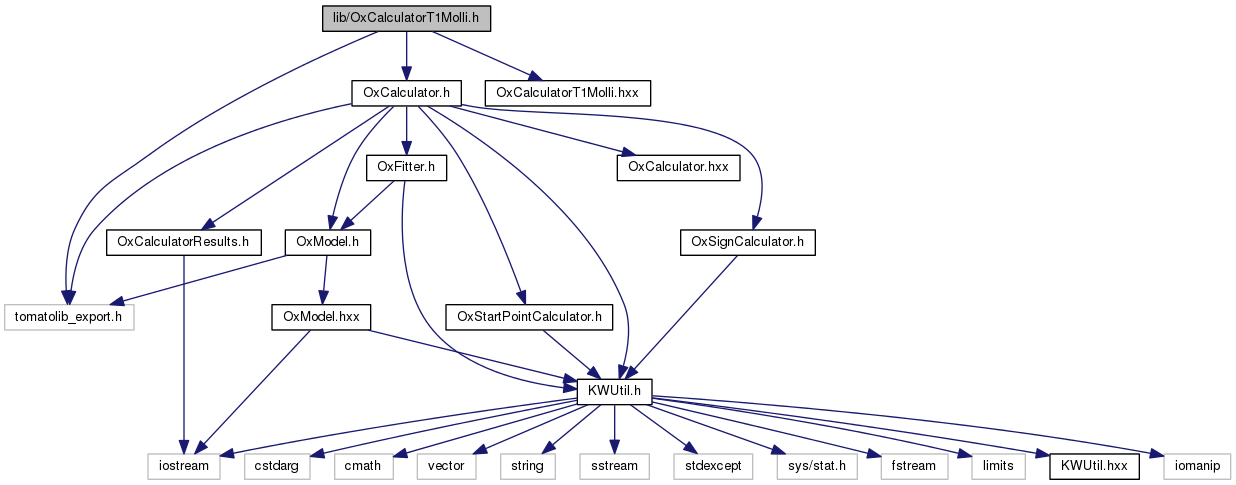 lib/OxCalculatorT1Molli.h
OxCalculator.h
OxCalculatorT1Molli.hxx
OxFitter.h
OxCalculator.hxx
OxCalculatorResults.h
OxModel.h
OxSignCalculator.h
tomatolib_export.h
OxModel.hxx
OxStartPointCalculator.h
KWUtil.h
iostream
cstdarg
cmath
vector
string
sstream
stdexcept
sys/stat.h
fstream
limits
KWUtil.hxx
iomanip